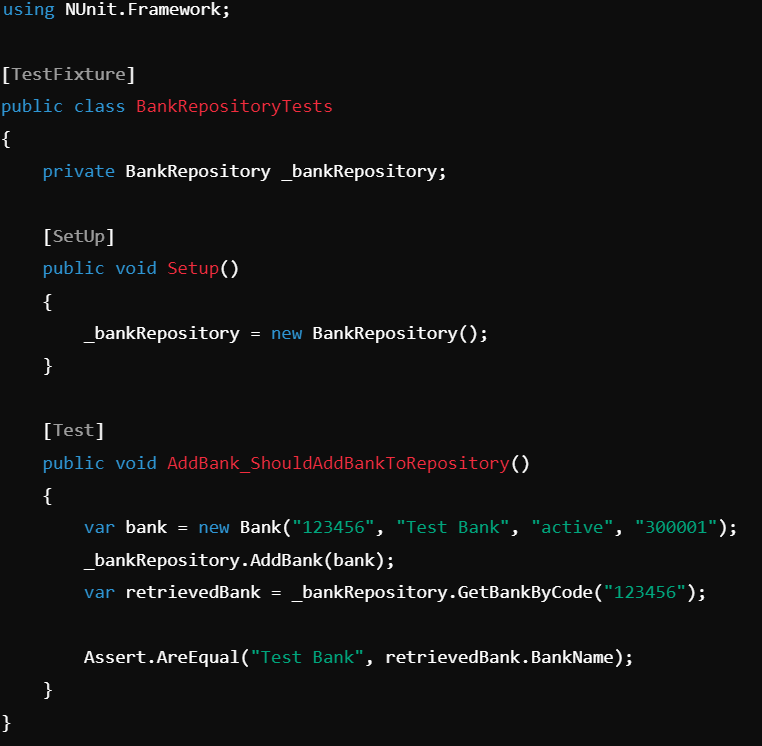 using NUnit.Framework;
[TestFixture]
public class BankRepositoryTests
{
    private BankRepository _bankRepository;
    [SetUp]
    public void Setup()
    {
        _bankRepository = new BankRepository();
    }
    [Test]
    public void AddBank_ShouldAddBankToRepository()
    {
        var bank = new Bank("123456", "Test Bank", "active", "300001");
        _bankRepository.AddBank(bank);
        var retrievedBank = _bankRepository.GetBankByCode("123456");
        Assert.AreEqual("Test Bank", retrievedBank.BankName);
    }
}